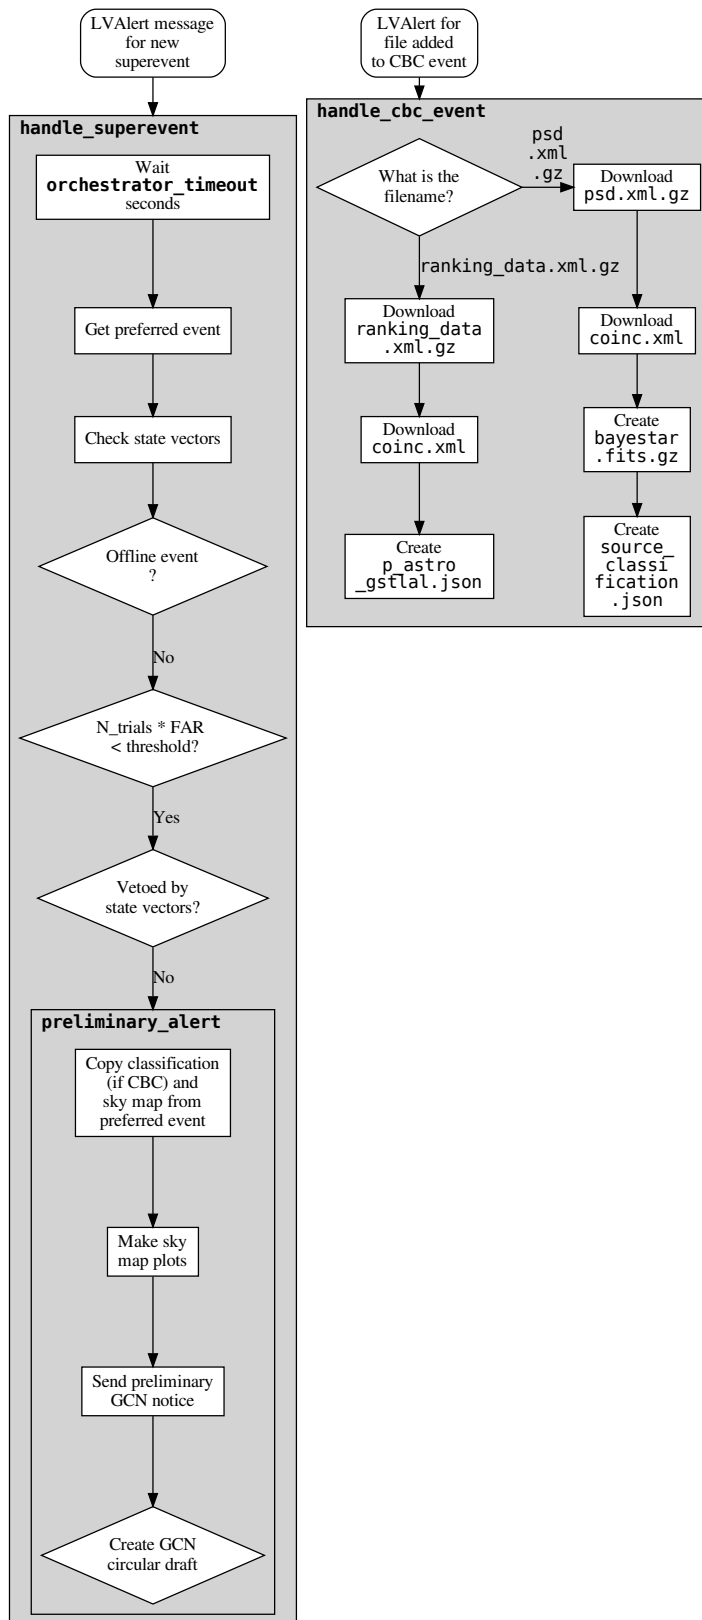 LVAlert message
for new
superevent
handle_superevent
Wait
orchestrator_timeout
seconds
Get preferred event
Check state vectors
Offline event
?
No
N_trials * FAR
< threshold?
Yes
Vetoed by
state vectors?
No
preliminary_alert
Copy classification
(if CBC) and
sky map from
preferred event
Make sky
map plots
Send preliminary
GCN notice
Create GCN
circular draft
LVAlert for
file added
to CBC event
handle_cbc_event
What is the
filename?
psd
.xml
.gz
Download
psd.xml.gz
ranking_data.xml.gz
Download
ranking_data
.xml.gz
Download
coinc.xml
Create
p_astro
_gstlal.json
Download
coinc.xml
Create
bayestar
.fits.gz
Create
source_
classi
fication
.json